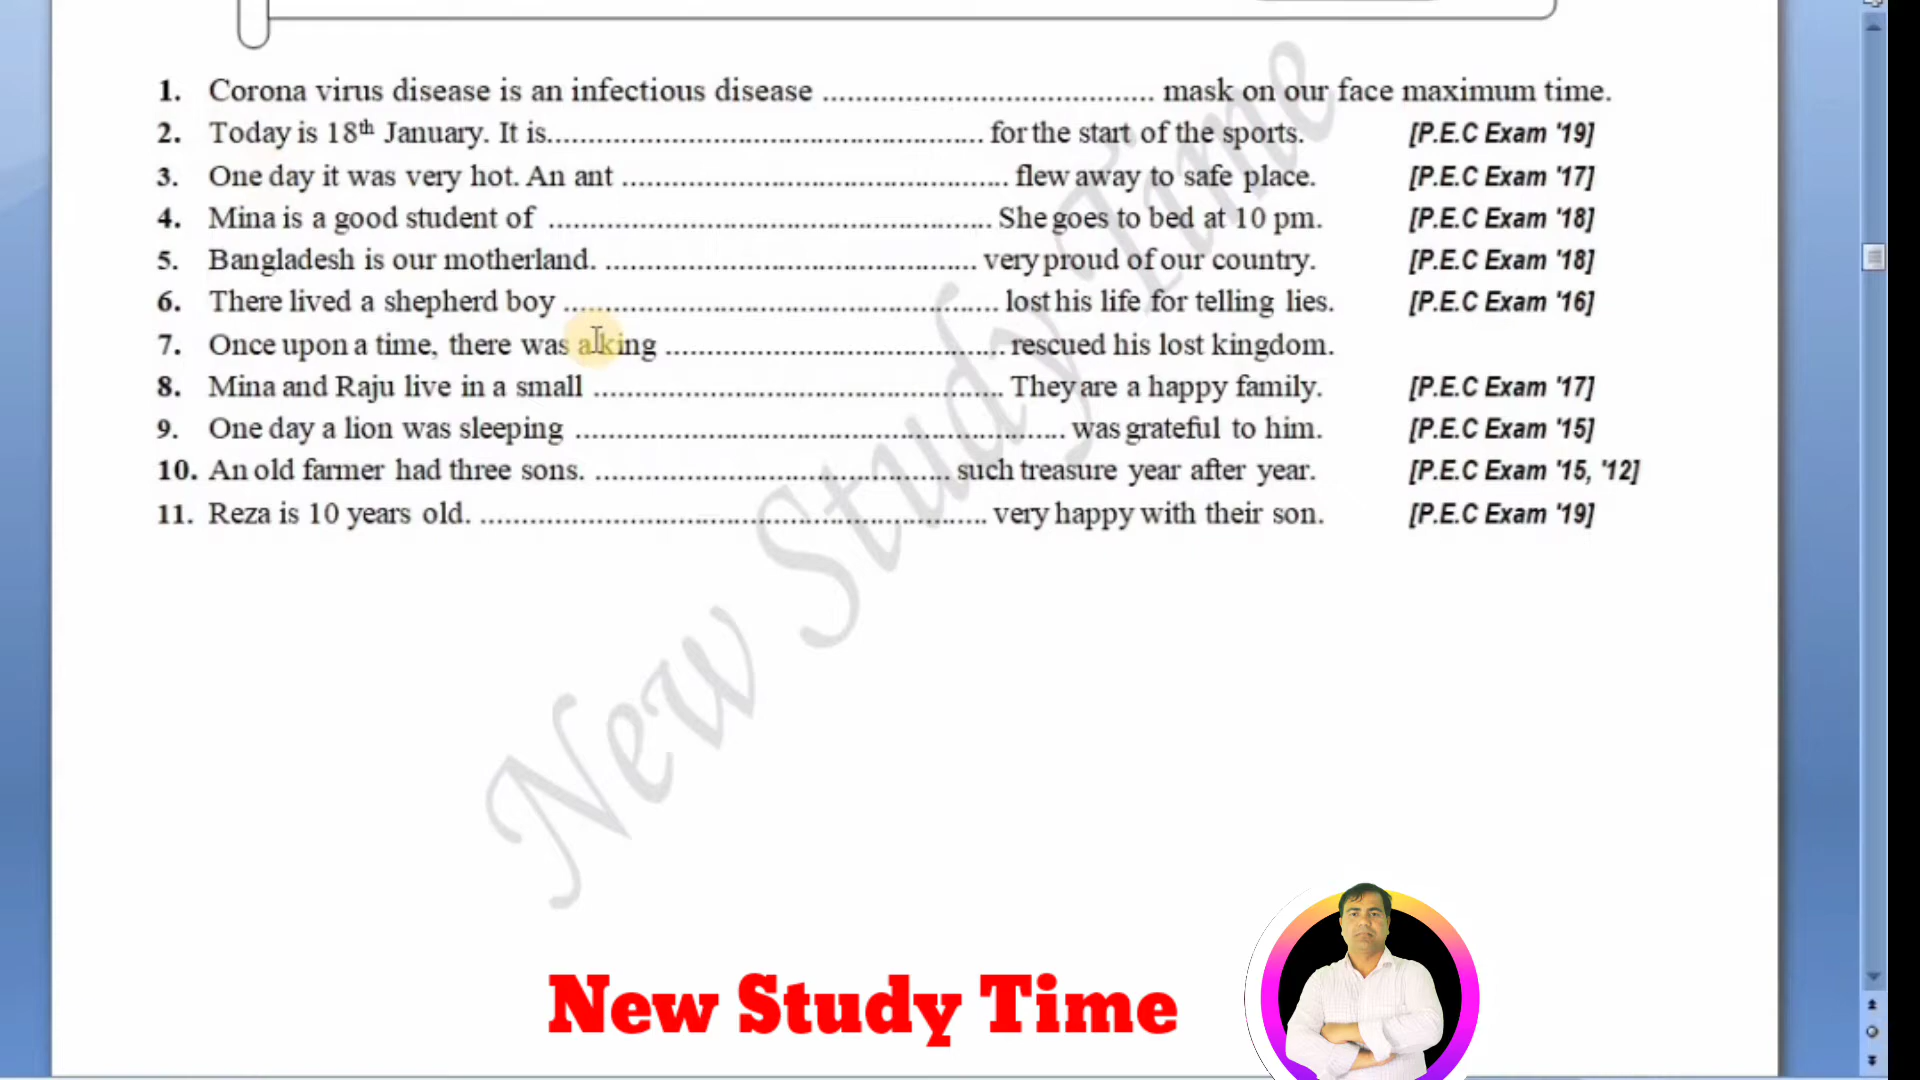 1. Corona virus disease is an infectious disease ........................................ mask on our face maximum time.
2. Today is 18th January. It is.................................................... for the start of the sports. [P.E.C Exam '19]
3. One day it was very hot. An ant .............................................. flew away to safe place. [P.E.C Exam '17]
4. Mina is a good student of ..................................................... She goes to bed at 10 pm. [P.E.C Exam '18]
5. Bangladesh is our motherland. ............................................ very proud of our country. [P.E.C Exam '18]
6. There lived a shepherd boy .................................................... lost his life for telling lies. [P.E.C Exam '16]
7. Once upon a time, there was a king ......................................... rescued his lost kingdom.
8. Mina and Raju live in a small ................................................. They are a happy family. [P.E.C Exam '17]
9. One day a lion was sleeping ........................................................... was grateful to him. [P.E.C Exam '15]
10. An old farmer had three sons. .......................................... such treasure year after year. [P.E.C Exam '15, '12]
11. Reza is 10 years old. ............................................................. very happy with their son. [P.E.C Exam '19]
New Study Time
New Study Time